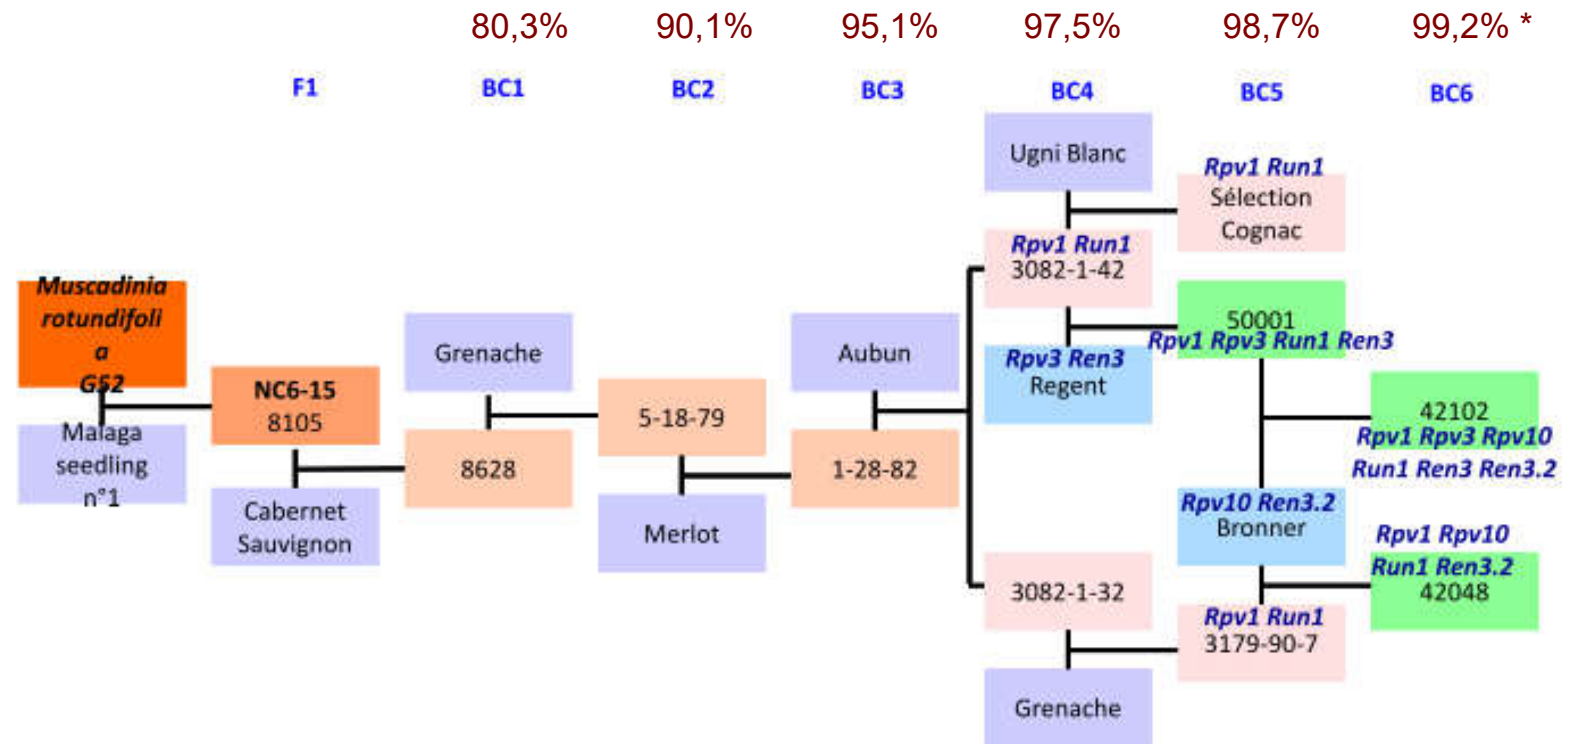 80,3%
90,1%
95,1%
97,5%
98,7%
99,2% *
F1
BC1
BC2
BC3
BC4
BC5
BC6
Muscadinia
rotundifoli
a
G52
Malaga
seedling
n°1
NC6-15
8105
Cabernet
Sauvignon
Grenache
8628
5-18-79
Merlot
Aubun
1-28-82
Ugni Blanc
Rpv1 Run1
3082-1-42
Rpv3 Ren3
Regent
3082-1-32
Grenache
Rpv1 Run1
Sélection
Cognac
50001
Rpv1 Rpv3 Run1 Ren3
Rpv10 Ren3.2
Bronner
Rpv1 Run1
3179-90-7
42102
Rpv1 Rpv3 Rpv10
Run1 Ren3 Ren3.2
Rpv1 Rpv10
Run1 Ren3.2
42048